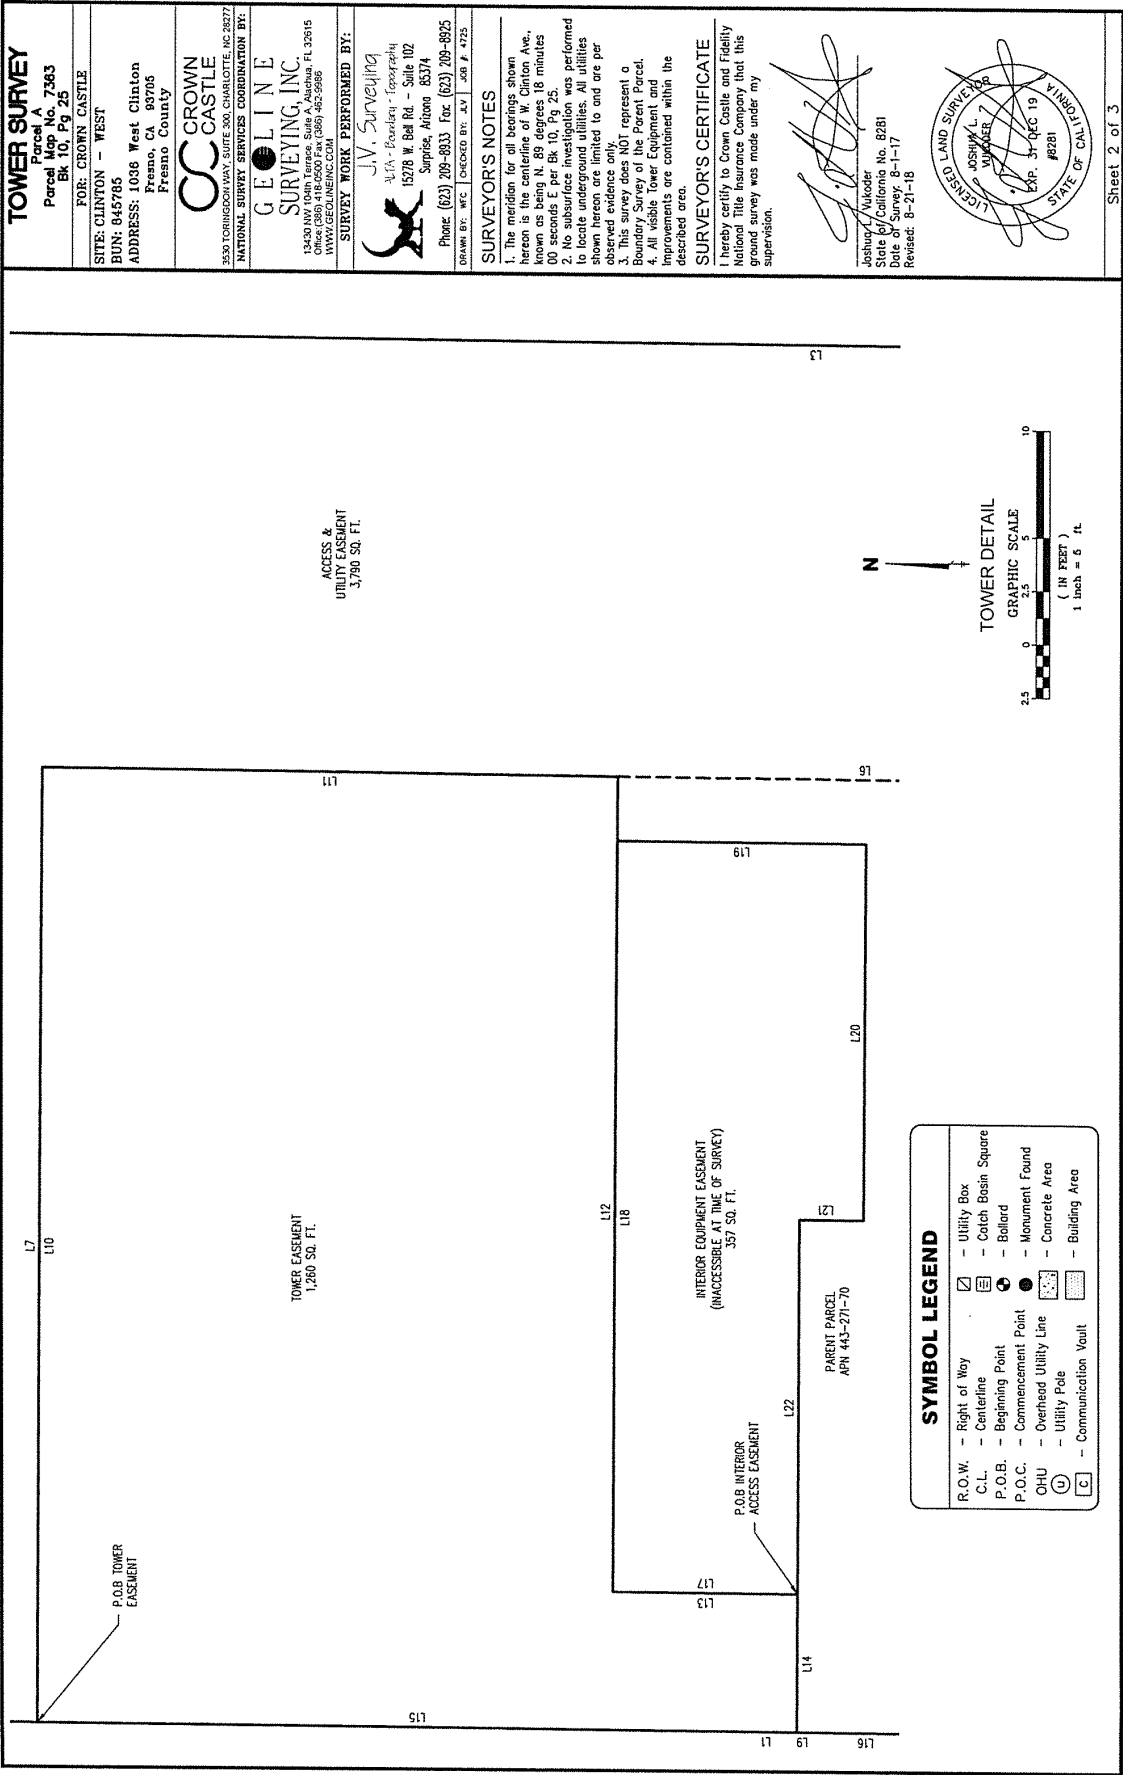 TOWER SURVEY
Parcel A
Parcel Map No. 7363
Bk 10, Pg 25
FOR: CROWN CASTLE
SITE: CLINTON - WEST
BUN: 845785
ADDRESS: 1036 West Clinton
Fresno, CA 93705
Fresno County
CROWN
CASTLE
3530 TORINGDON WAY, SUITE 300, CHARLOTTE, NC 28277
NATIONAL SURVEY SERVICES COORDINATION BY:
GEOLINE
SURVEYING, INC.
13430 NW 104th Terrace, Suite A, Alachua, FL 32615
Office:(386) 418-0500 Fax:(386) 462-9986
WWW.GEOLINEINC.COM
SURVEY WORK PERFORMED BY:
J.V. Surveying
ALTA - Boundary - Topography
15278 W. Bell Rd. - Suite 102
Surprise, Arizona 85374
Phone: (623) 209-8933 Fax (623) 209-8925
DRAWN BY: WFC CHECKED BY: JLV JOB #: 4725
SURVEYOR'S NOTES
1. The meridian for all bearings shown
hereon is the centerline of W. Clinton Ave.,
known as being N. 89 degrees 18 minutes
00 seconds E per Bk 10, Pg 25.
2. No subsurface investigation was performed
to locate underground utilities. All utilities
shown hereon are limited to and are per
observed evidence only.
3. This survey does NOT represent a
Boundary Survey of the Parent Parcel.
4. All visible Tower Equipment and
Improvements are contained within the
described area.
SURVEYOR'S CERTIFICATE
I hereby certify to Crown Castle and Fidelity
National Title Insurance Company that this
ground survey was made under my
supervision.
Joshua L. Vukoder
State of California No. 8281
Date of Survey: 8-1-17
Revised: 8-21-18
LICENSED LAND SURVEYOR
JOSHUA L.
VUKODER
EXP. 31 DEC 19
#8281
STATE OF CALIFORNIA
Sheet 2 of 3
L7
L10
P.O.B TOWER
EASEMENT
TOWER EASEMENT
1,260 SQ. FT.
L15
L11
ACCESS &
UTILITY EASEMENT
3,790 SQ. FT.
L3
L12
L18
L13
L17
L19
INTERIOR EQUIPMENT EASEMENT
(INACCESSIBLE AT TIME OF SURVEY)
357 SQ. FT.
P.O.B INTERIOR
ACCESS EASEMENT
L14
L22
L21
L20
L6
L1
L9
L16
PARENT PARCEL
APN 443-271-70
SYMBOL LEGEND
R.O.W. - Right of Way
C.L. - Centerline
P.O.B. - Beginning Point
P.O.C. - Commencement Point
OHU - Overhead Utility Line
U - Utility Pole
C - Communication Vault
- Utility Box
- Catch Basin Square
- Bollard
- Monument Found
- Concrete Area
- Building Area
N
TOWER DETAIL
GRAPHIC SCALE
2.5 0 2.5 5 10
( IN FEET )
1 inch = 5 ft.